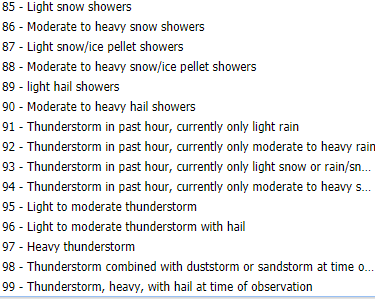 85 - Light snow showers
86 - Moderate to heavy snow showers
87 - Light snow/ice pellet showers
88 - Moderate to heavy snow/ice pellet showers
89 - light hail showers
90 - Moderate to heavy hail showers
91 - Thunderstorm in past hour, currently only light rain
92 - Thunderstorm in past hour, currently only moderate to heavy rain
93 - Thunderstorm in past hour, currently only light snow or rain/sn...
94 - Thunderstorm in past hour, currently only moderate to heavy s...
95 - Light to moderate thunderstorm
96 - Light to moderate thunderstorm with hail
97 - Heavy thunderstorm
98 - Thunderstorm combined with duststorm or sandstorm at time o...
99 - Thunderstorm, heavy, with hail at time of observation